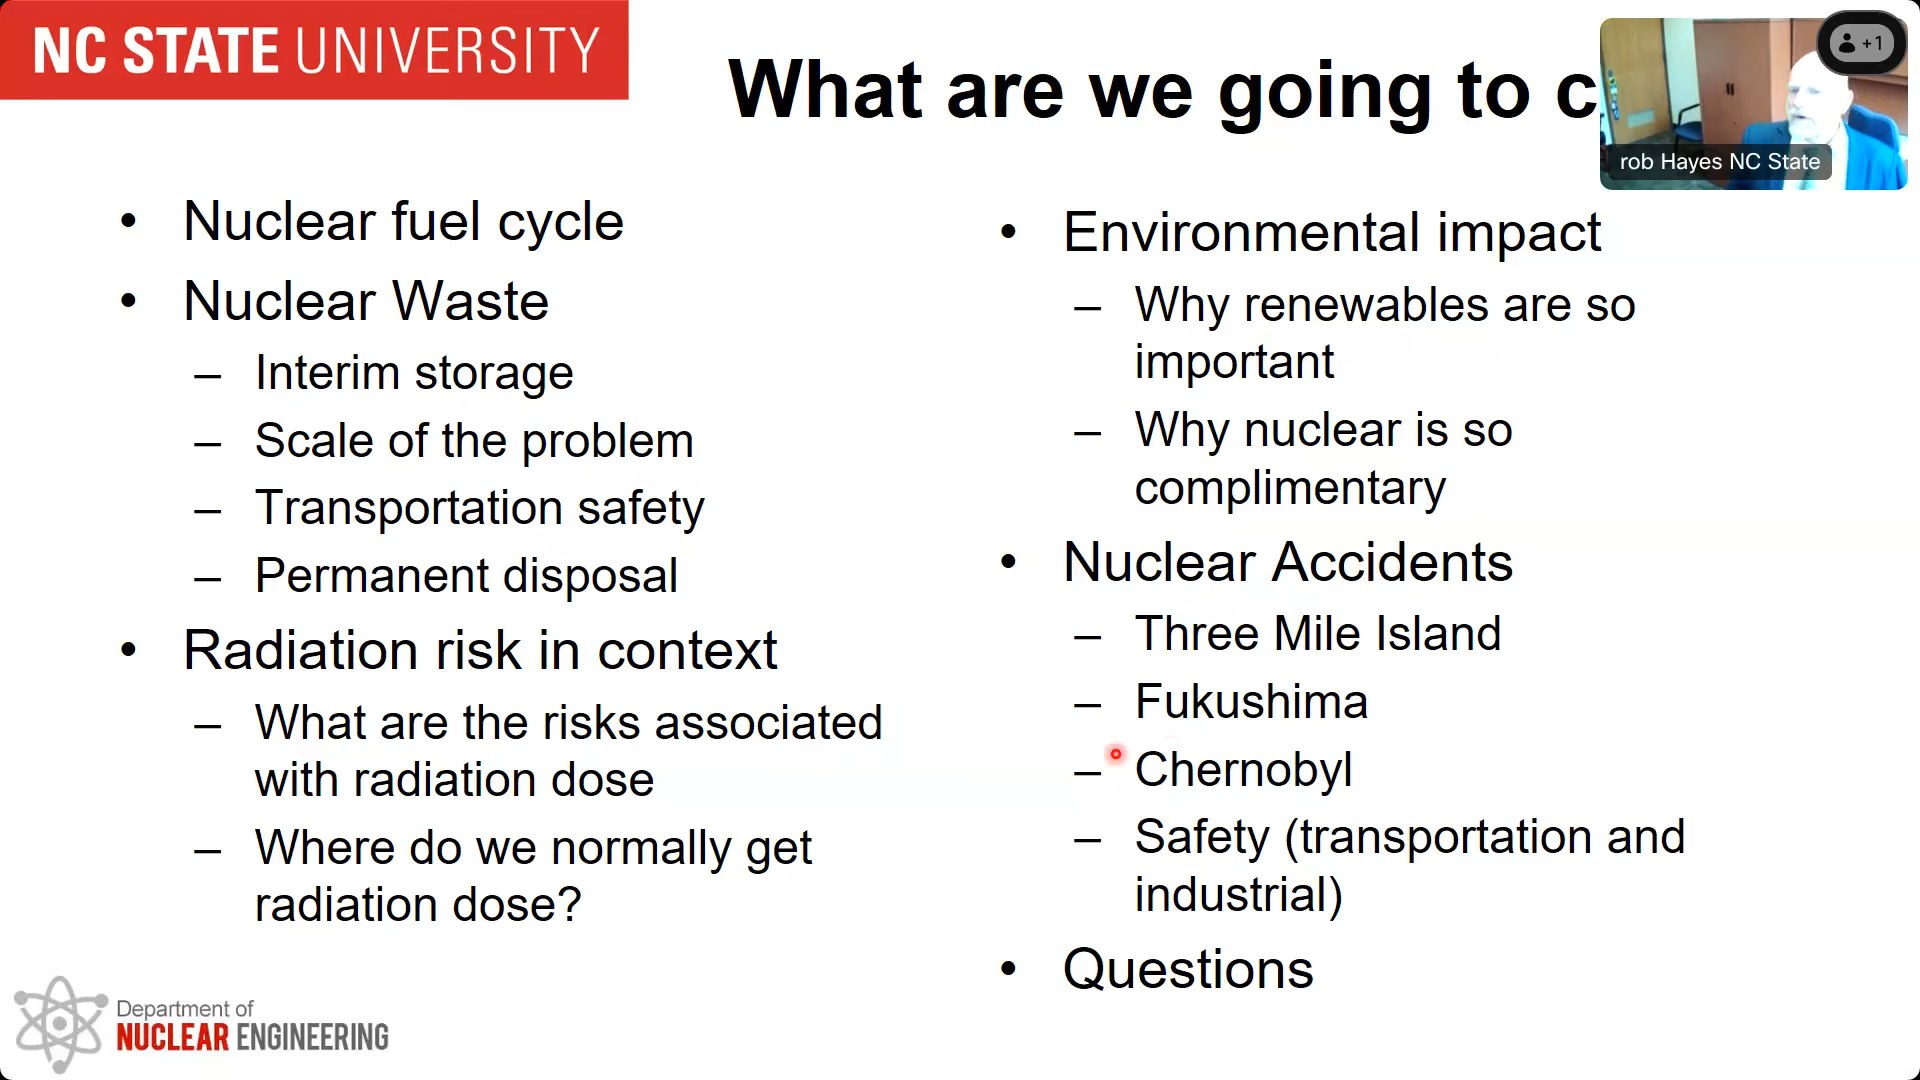 NC STATE UNIVERSITY
What are we going to c
+1
rob Hayes NC State
• Nuclear fuel cycle
• Nuclear Waste
– Interim storage
– Scale of the problem
– Transportation safety
– Permanent disposal
• Radiation risk in context
– What are the risks associated
with radiation dose
– Where do we normally get
radiation dose?
• Environmental impact
– Why renewables are so
important
– Why nuclear is so
complimentary
• Nuclear Accidents
– Three Mile Island
– Fukushima
– Chernobyl
– Safety (transportation and
industrial)
• Questions
Department of
NUCLEAR ENGINEERING